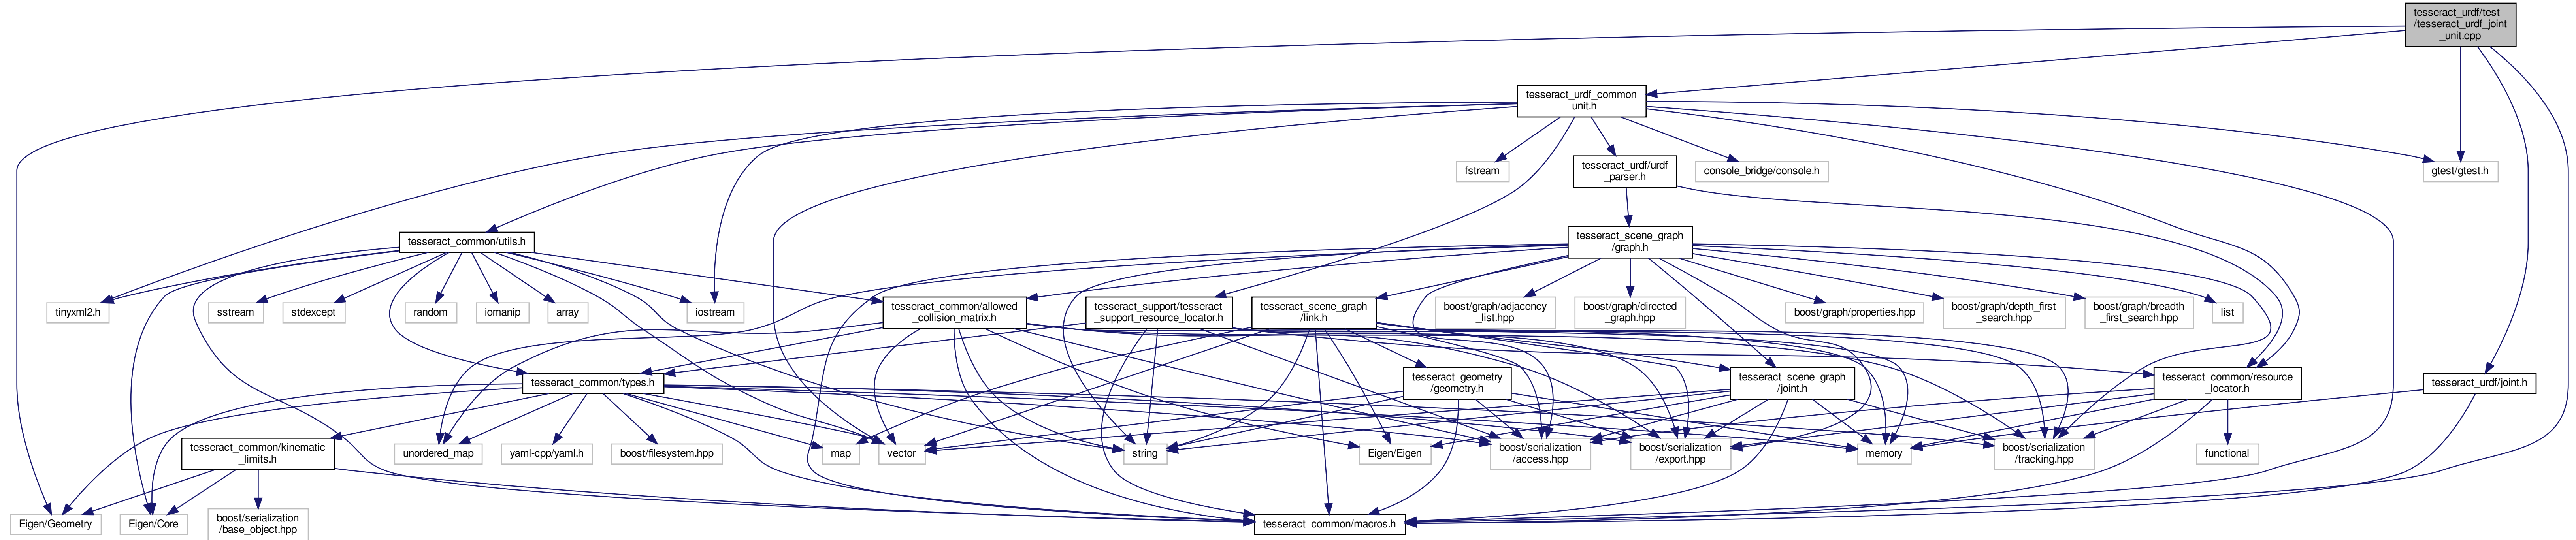 tesseract_urdf/test
/tesseract_urdf_joint
_unit.cpp
tesseract_urdf_common
_unit.h
fstream
tesseract_urdf/urdf
_parser.h
console_bridge/console.h
gtest/gtest.h
tesseract_common/utils.h
tesseract_scene_graph
/graph.h
tinyxml2.h
sstream
stdexcept
random
iomanip
array
iostream
tesseract_common/allowed
_collision_matrix.h
tesseract_support/tesseract
_support_resource_locator.h
tesseract_scene_graph
/link.h
boost/graph/adjacency
_list.hpp
boost/graph/directed
_graph.hpp
boost/graph/properties.hpp
boost/graph/depth_first
_search.hpp
boost/graph/breadth
_first_search.hpp
list
tesseract_common/types.h
tesseract_geometry
/geometry.h
tesseract_scene_graph
/joint.h
tesseract_common/resource
_locator.h
tesseract_urdf/joint.h
tesseract_common/kinematic
_limits.h
unordered_map
yaml-cpp/yaml.h
boost/filesystem.hpp
map
vector
string
Eigen/Eigen
boost/serialization
/access.hpp
boost/serialization
/export.hpp
memory
boost/serialization
/tracking.hpp
functional
Eigen/Geometry
Eigen/Core
boost/serialization
/base_object.hpp
tesseract_common/macros.h